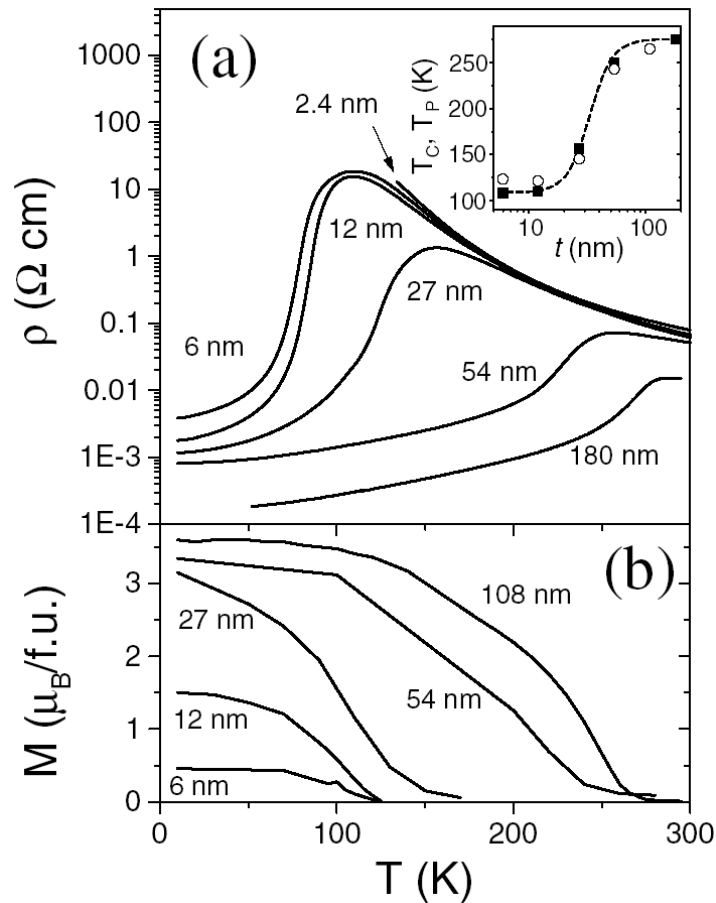 (a)
ρ (Ω cm)
1000
100
10
1
0.1
0.01
1E-3
1E-4
2.4 nm
12 nm
27 nm
6 nm
54 nm
180 nm
T_C, T_P (K)
250
200
150
100
10 100
t (nm)
(b)
M (μ_B/f.u.)
3
2
1
0
108 nm
27 nm
54 nm
12 nm
6 nm
0 100 200 300
T (K)